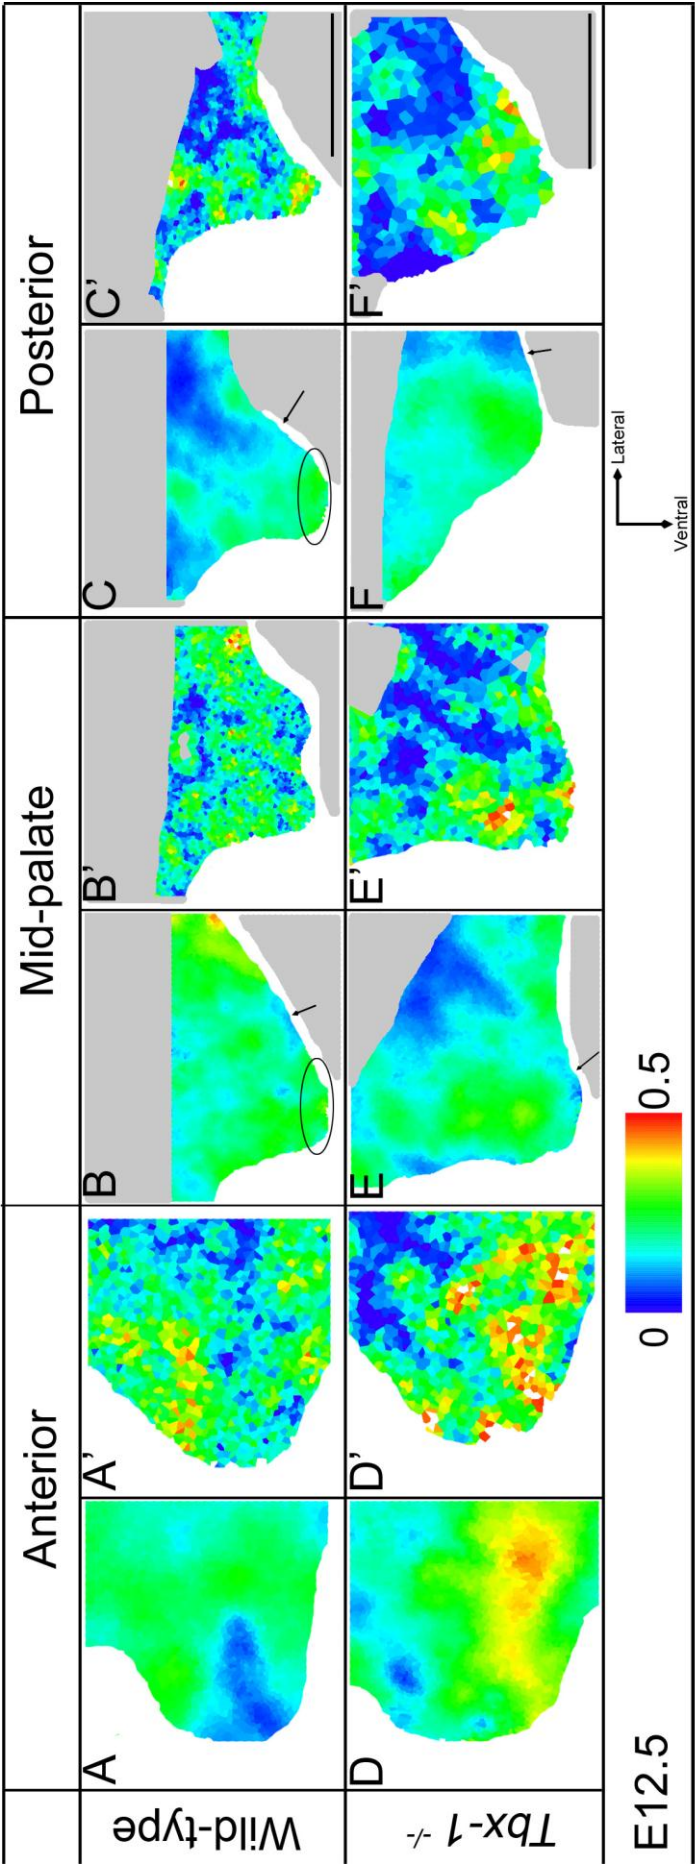 Anterior
Mid-palate
Posterior
Wild-type
A
A'
B
B'
C
C'
Tbx-1 -/-
D
D'
E
E'
F
F'
E12.5
0
0.5
Lateral
Ventral